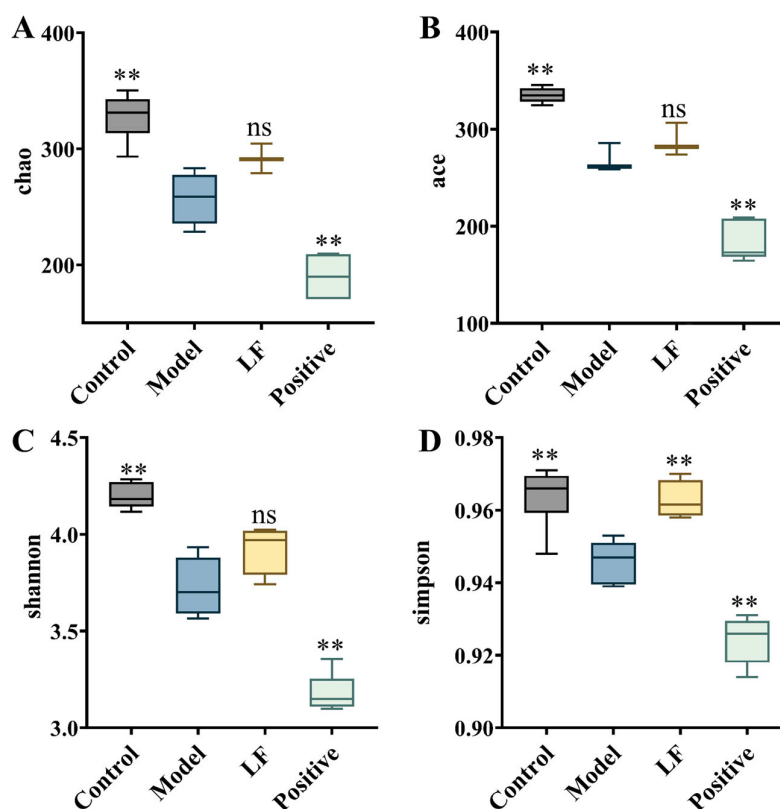 A
400
300
200
chao
**
ns
**
Control
Model
LF
Positive
B
400
300
200
100
ace
**
ns
**
Control
Model
LF
Positive
C
4.5
4.0
3.5
3.0
shannon
**
ns
**
Control
Model
LF
Positive
D
0.98
0.96
0.94
0.92
0.90
simpson
**
**
**
Control
Model
LF
Positive